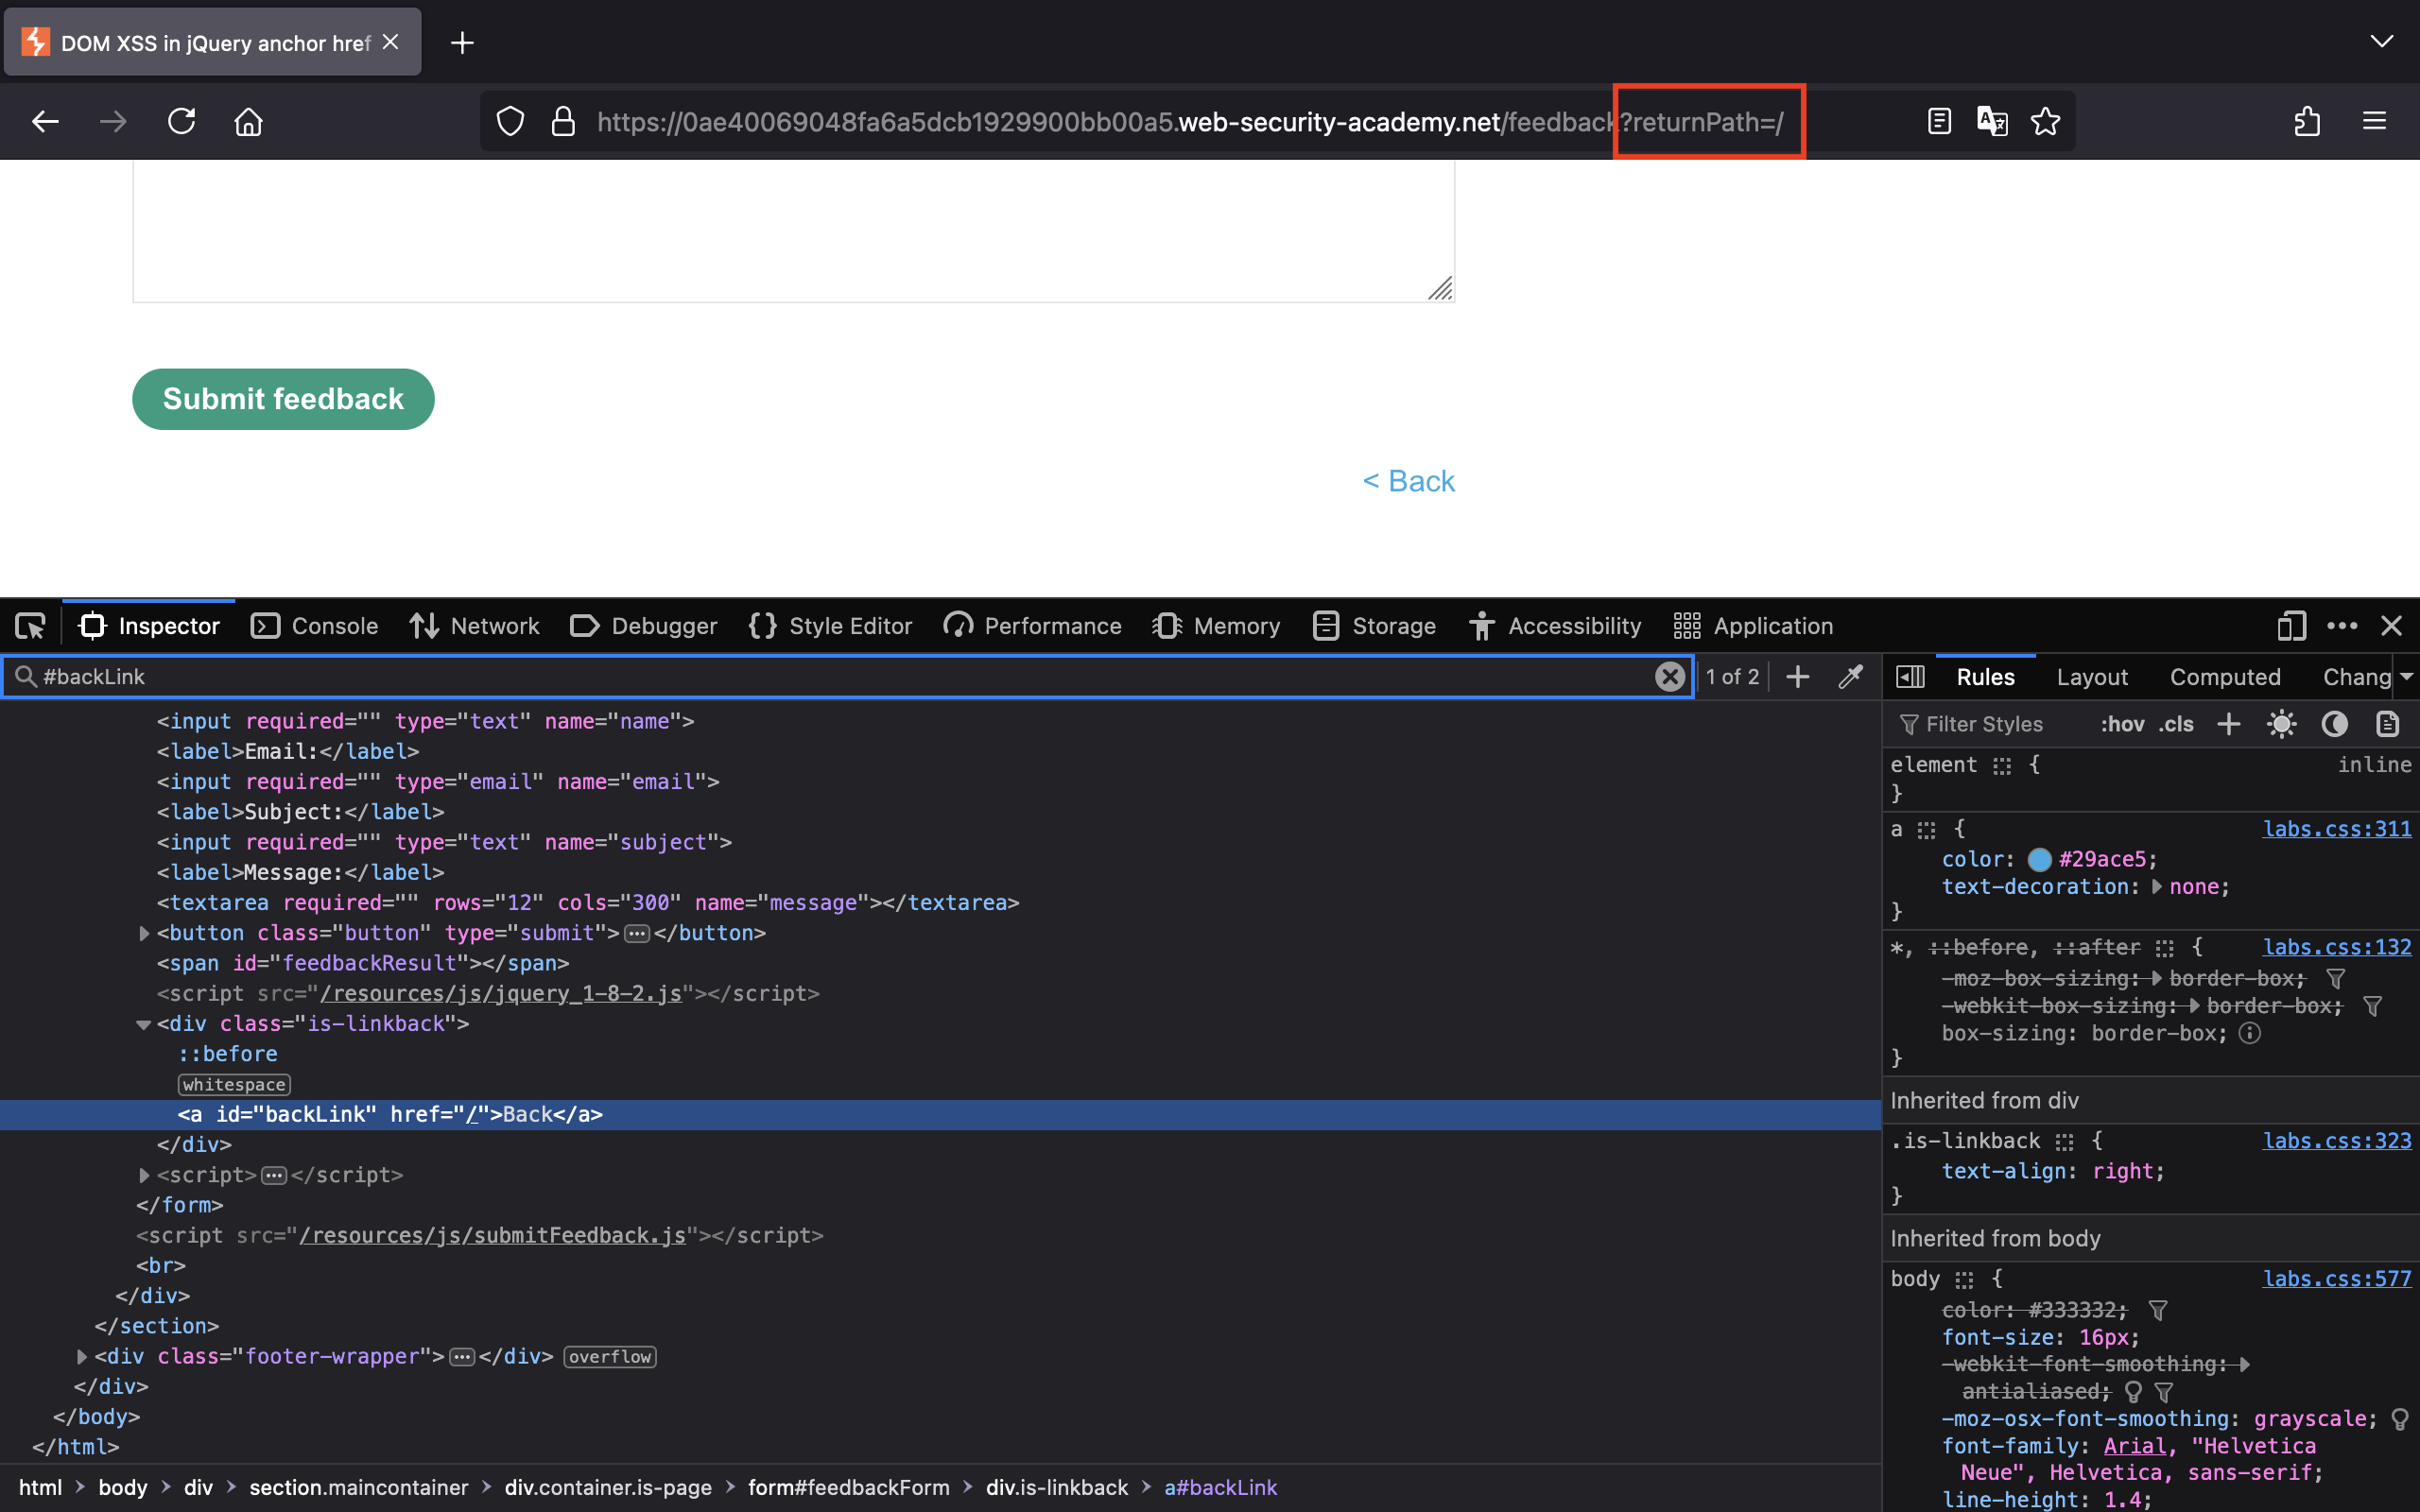 DOM XSS in jQuery anchor href
https://0ae40069048fa6a5dcb1929900bb00a5.web-security-academy.net/feedback?returnPath=/
Submit feedback
< Back
Inspector Console Network Debugger Style Editor Performance Memory Storage Accessibility Application
#backLink 1 of 2
<input required="" type="text" name="name">
<label>Email:</label>
<input required="" type="email" name="email">
<label>Subject:</label>
<input required="" type="text" name="subject">
<label>Message:</label>
<textarea required="" rows="12" cols="300" name="message"></textarea>
<button class="button" type="submit"></button>
<span id="feedbackResult"></span>
<script src="/resources/js/jquery_1-8-2.js"></script>
<div class="is-linkback">
::before
whitespace
<a id="backLink" href="/">Back</a>
</div>
<script></script>
</form>
<script src="/resources/js/submitFeedback.js"></script>
<br>
</div>
</section>
<div class="footer-wrapper"></div> overflow
</div>
</body>
</html>
html > body > div > section.maincontainer > div.container.is-page > form#feedbackForm > div.is-linkback > a#backLink
Rules Layout Computed Chang
Filter Styles :hov .cls
element { inline
}
a { labs.css:311
color: #29ace5;
text-decoration: none;
}
*, ::before, ::after { labs.css:132
-moz-box-sizing: border-box;
-webkit-box-sizing: border-box;
box-sizing: border-box;
}
Inherited from div
.is-linkback { labs.css:323
text-align: right;
}
Inherited from body
body { labs.css:577
color: #333332;
font-size: 16px;
-webkit-font-smoothing:
antialiased;
-moz-osx-font-smoothing: grayscale;
font-family: Arial, "Helvetica
Neue", Helvetica, sans-serif;
line-height: 1.4;